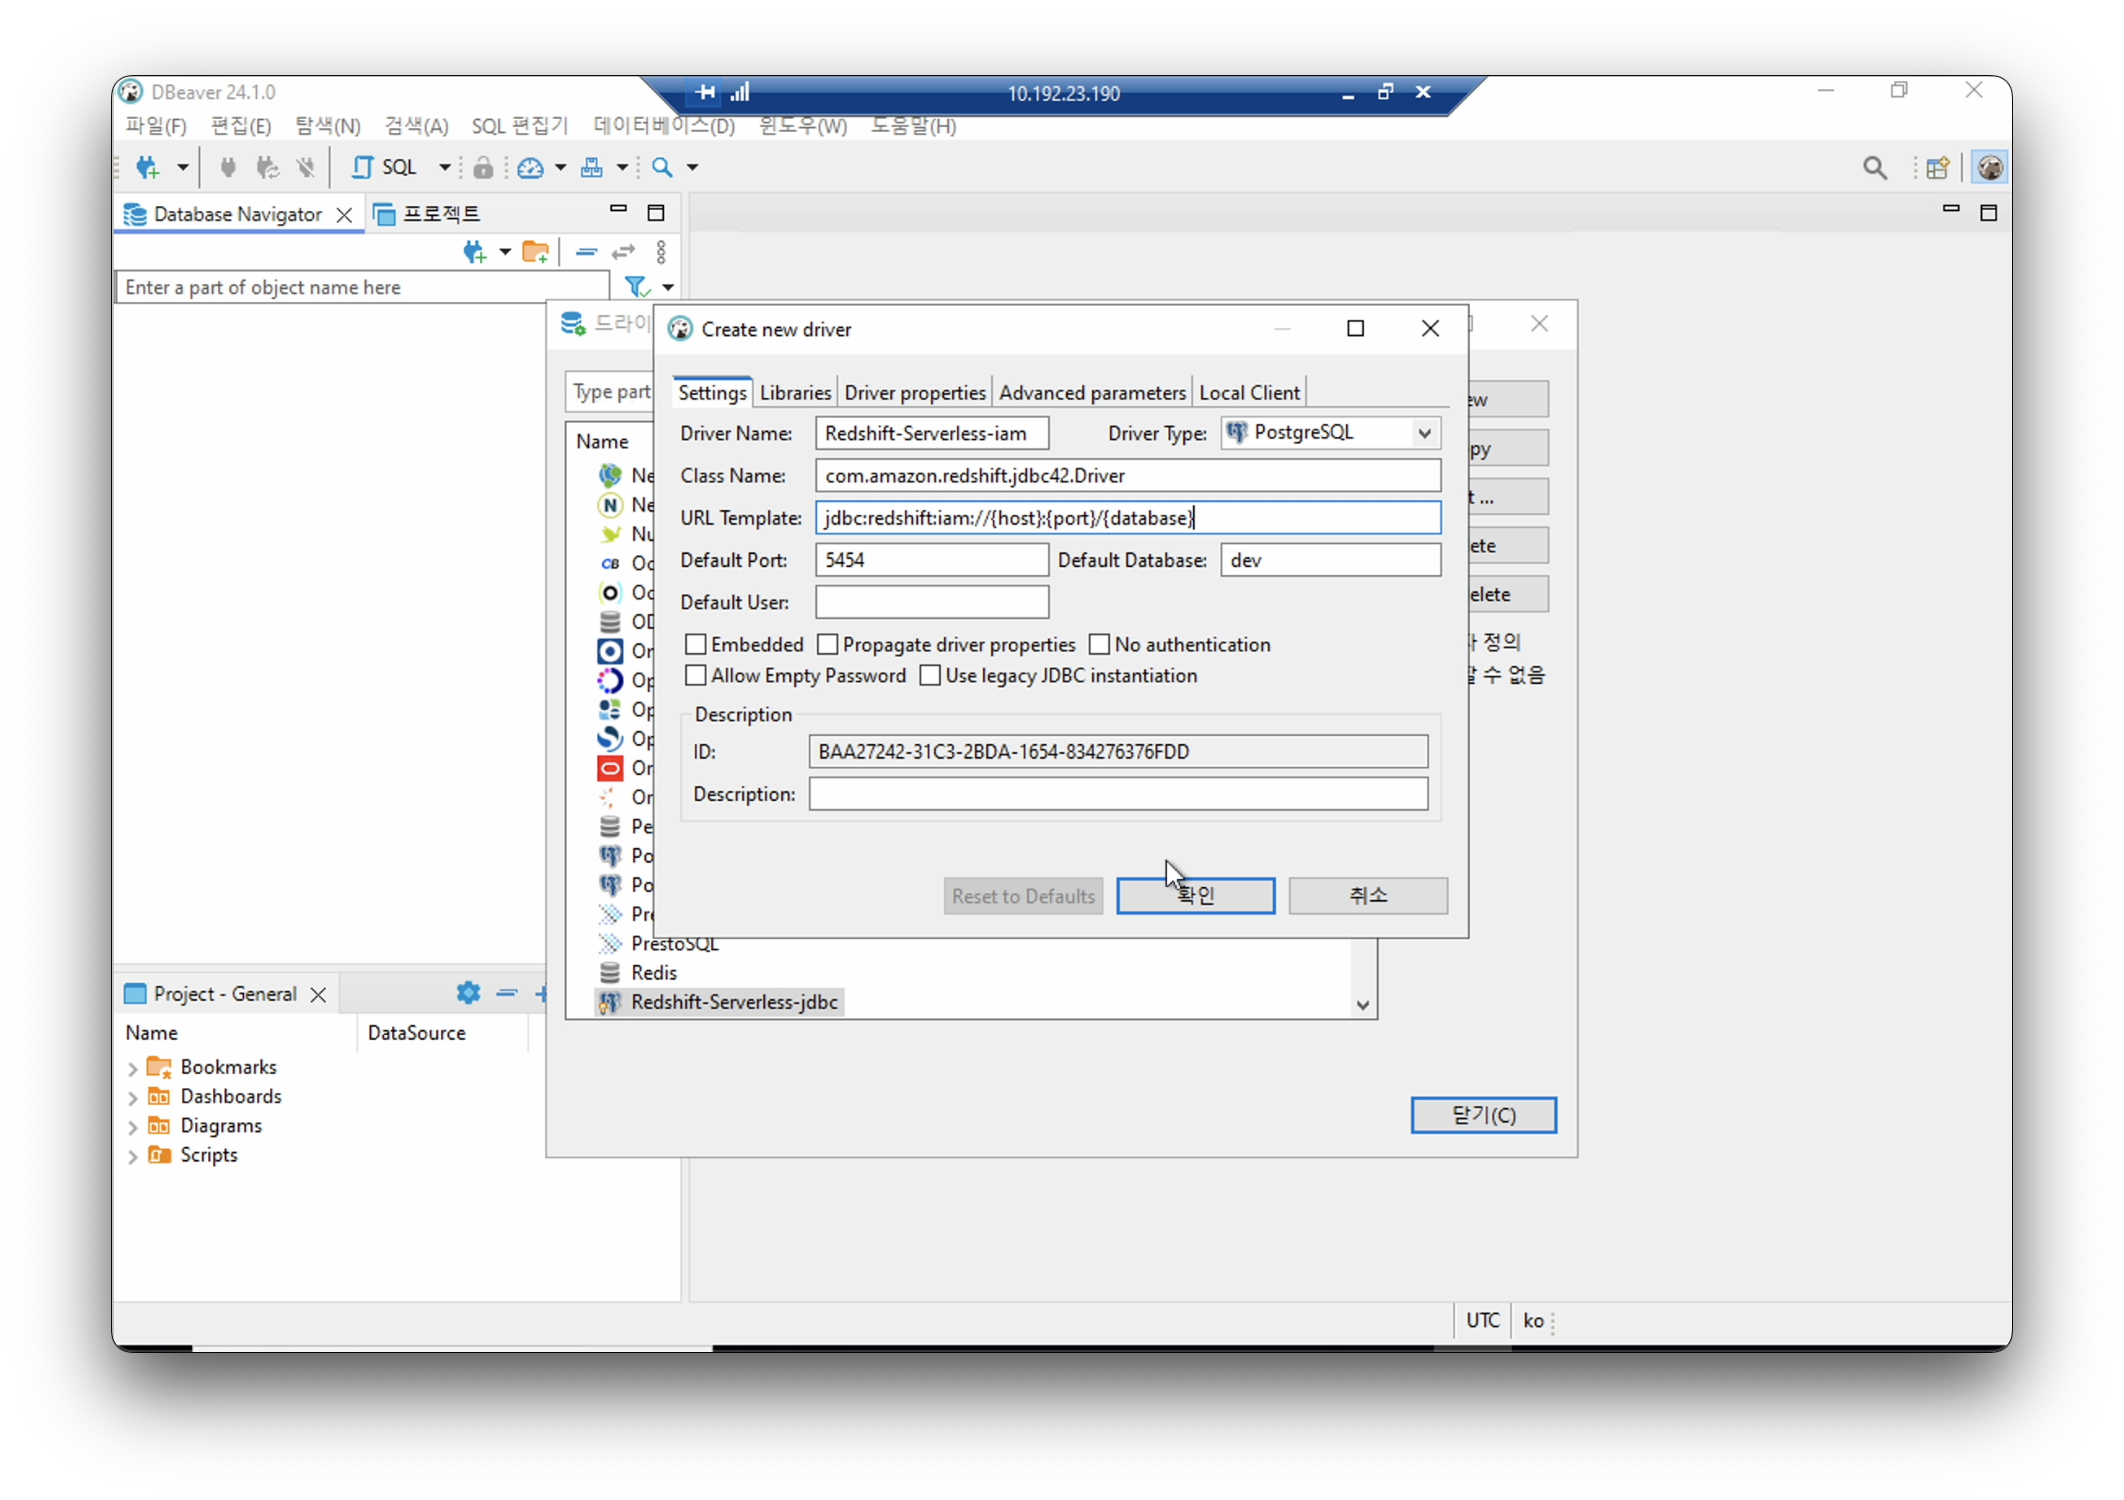 DBeaver 24.1.0
10.192.23.190
파일(F) 편집(E) 탐색(N) 검색(A) SQL 편집기 데이터베이스(D) 윈도우(W) 도움말(H)
SQL
Database Navigator 프로젝트
Enter a part of object name here
드라이
Create new driver
Type part
Settings Libraries Driver properties Advanced parameters Local Client
Driver Name: Redshift-Serverless-iam Driver Type: PostgreSQL
Class Name: com.amazon.redshift.jdbc42.Driver
URL Template: jdbc:redshift:iam://{host}:{port}/{database}
Default Port: 5454 Default Database: dev
Default User:
Embedded Propagate driver properties No authentication
Allow Empty Password Use legacy JDBC instantiation
Description
ID: BAA27242-31C3-2BDA-1654-834276376FDD
Description:
Reset to Defaults 확인 취소
Name
Ne
Ne
Nu
Oc
Oc
OD
Or
Op
Op
Op
Or
Or
Pe
Po
Po
Pre
PrestoSQL
Redis
Redshift-Serverless-jdbc
ew
py
t ...
ete
elete
정의
수 없음
닫기(C)
Project - General
Name DataSource
Bookmarks
Dashboards
Diagrams
Scripts
UTC ko